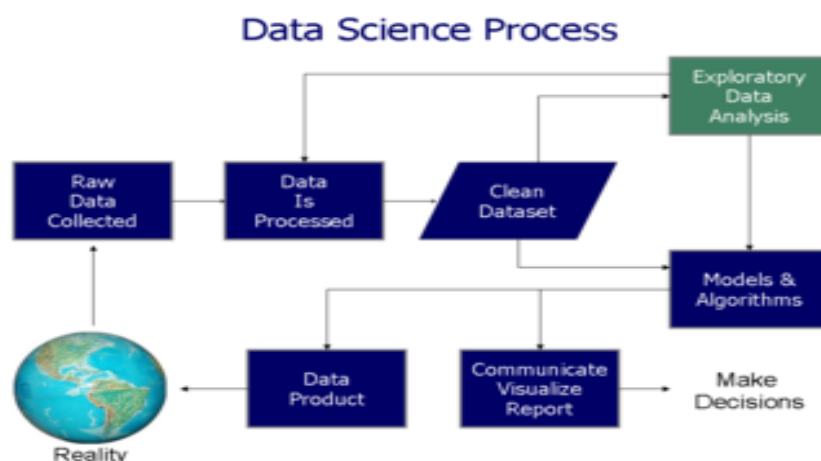 Data Science Process
Exploratory
Data
Analysis
Raw
Data
Collected
Data
Is
Processed
Clean
Dataset
Models &
Algorithms
Data
Product
Communicate
Visualize
Report
Make
Decisions
Reality